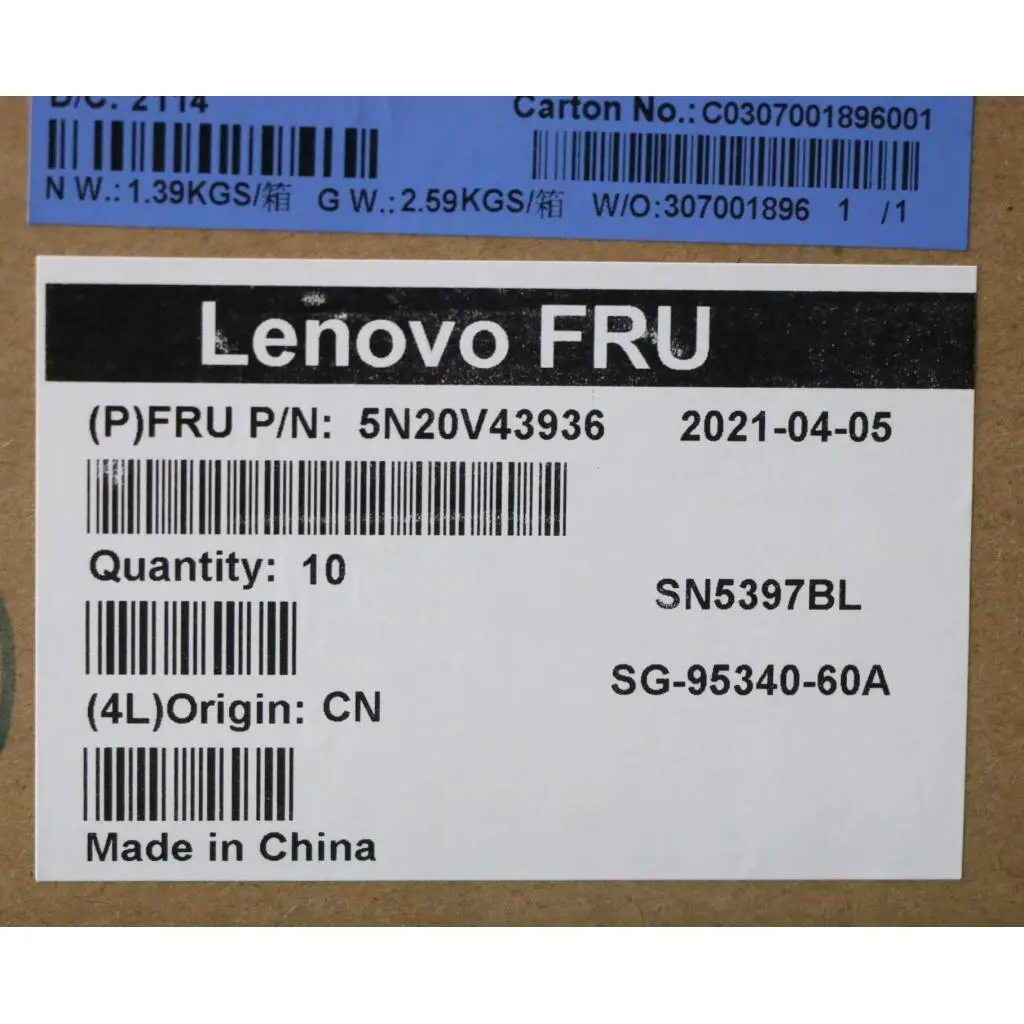 D/C: 2114
Carton No.: C0307001896001
N W.: 1.39KGS/箱 G W.: 2.59KGS/箱 W/O:307001896 1 /1
Lenovo FRU
(P)FRU P/N: 5N20V43936 2021-04-05
Quantity: 10
SN5397BL
SG-95340-60A
(4L)Origin: CN
Made in China